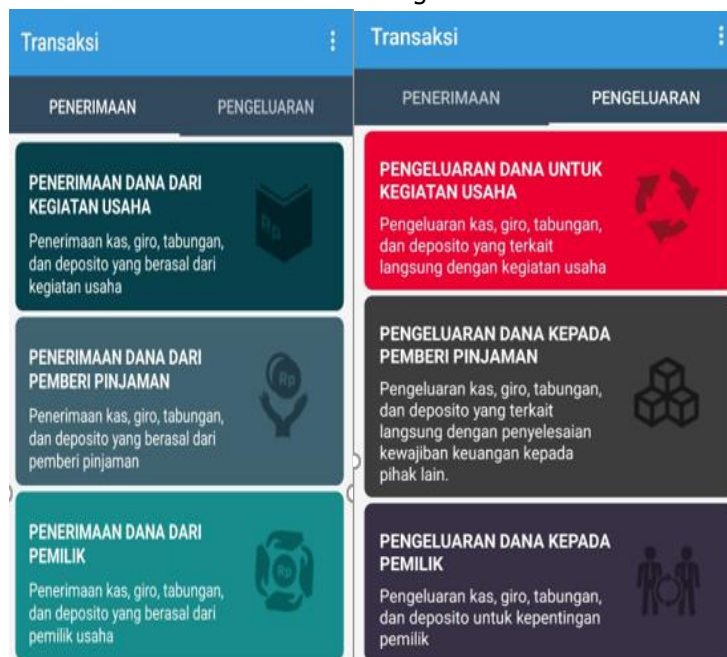 Transaksi
PENERIMAAN PENGELUARAN
PENERIMAAN DANA DARI
KEGIATAN USAHA
Penerimaan kas, giro, tabungan,
dan deposito yang berasal dari
kegiatan usaha
Rp
PENERIMAAN DANA DARI
PEMBERI PINJAMAN
Penerimaan kas, giro, tabungan,
dan deposito yang berasal dari
pemberi pinjaman
Rp
PENERIMAAN DANA DARI
PEMILIK
Penerimaan kas, giro, tabungan,
dan deposito yang berasal dari
pemilik usaha
Rp
Transaksi
PENERIMAAN PENGELUARAN
PENGELUARAN DANA UNTUK
KEGIATAN USAHA
Pengeluaran kas, giro, tabungan,
dan deposito yang terkait
langsung dengan kegiatan usaha
PENGELUARAN DANA KEPADA
PEMBERI PINJAMAN
Pengeluaran kas, giro, tabungan,
dan deposito yang terkait
langsung dengan penyelesaian
kewajiban keuangan kepada
pihak lain.
PENGELUARAN DANA KEPADA
PEMILIK
Pengeluaran kas, giro, tabungan,
dan deposito untuk kepentingan
pemilik